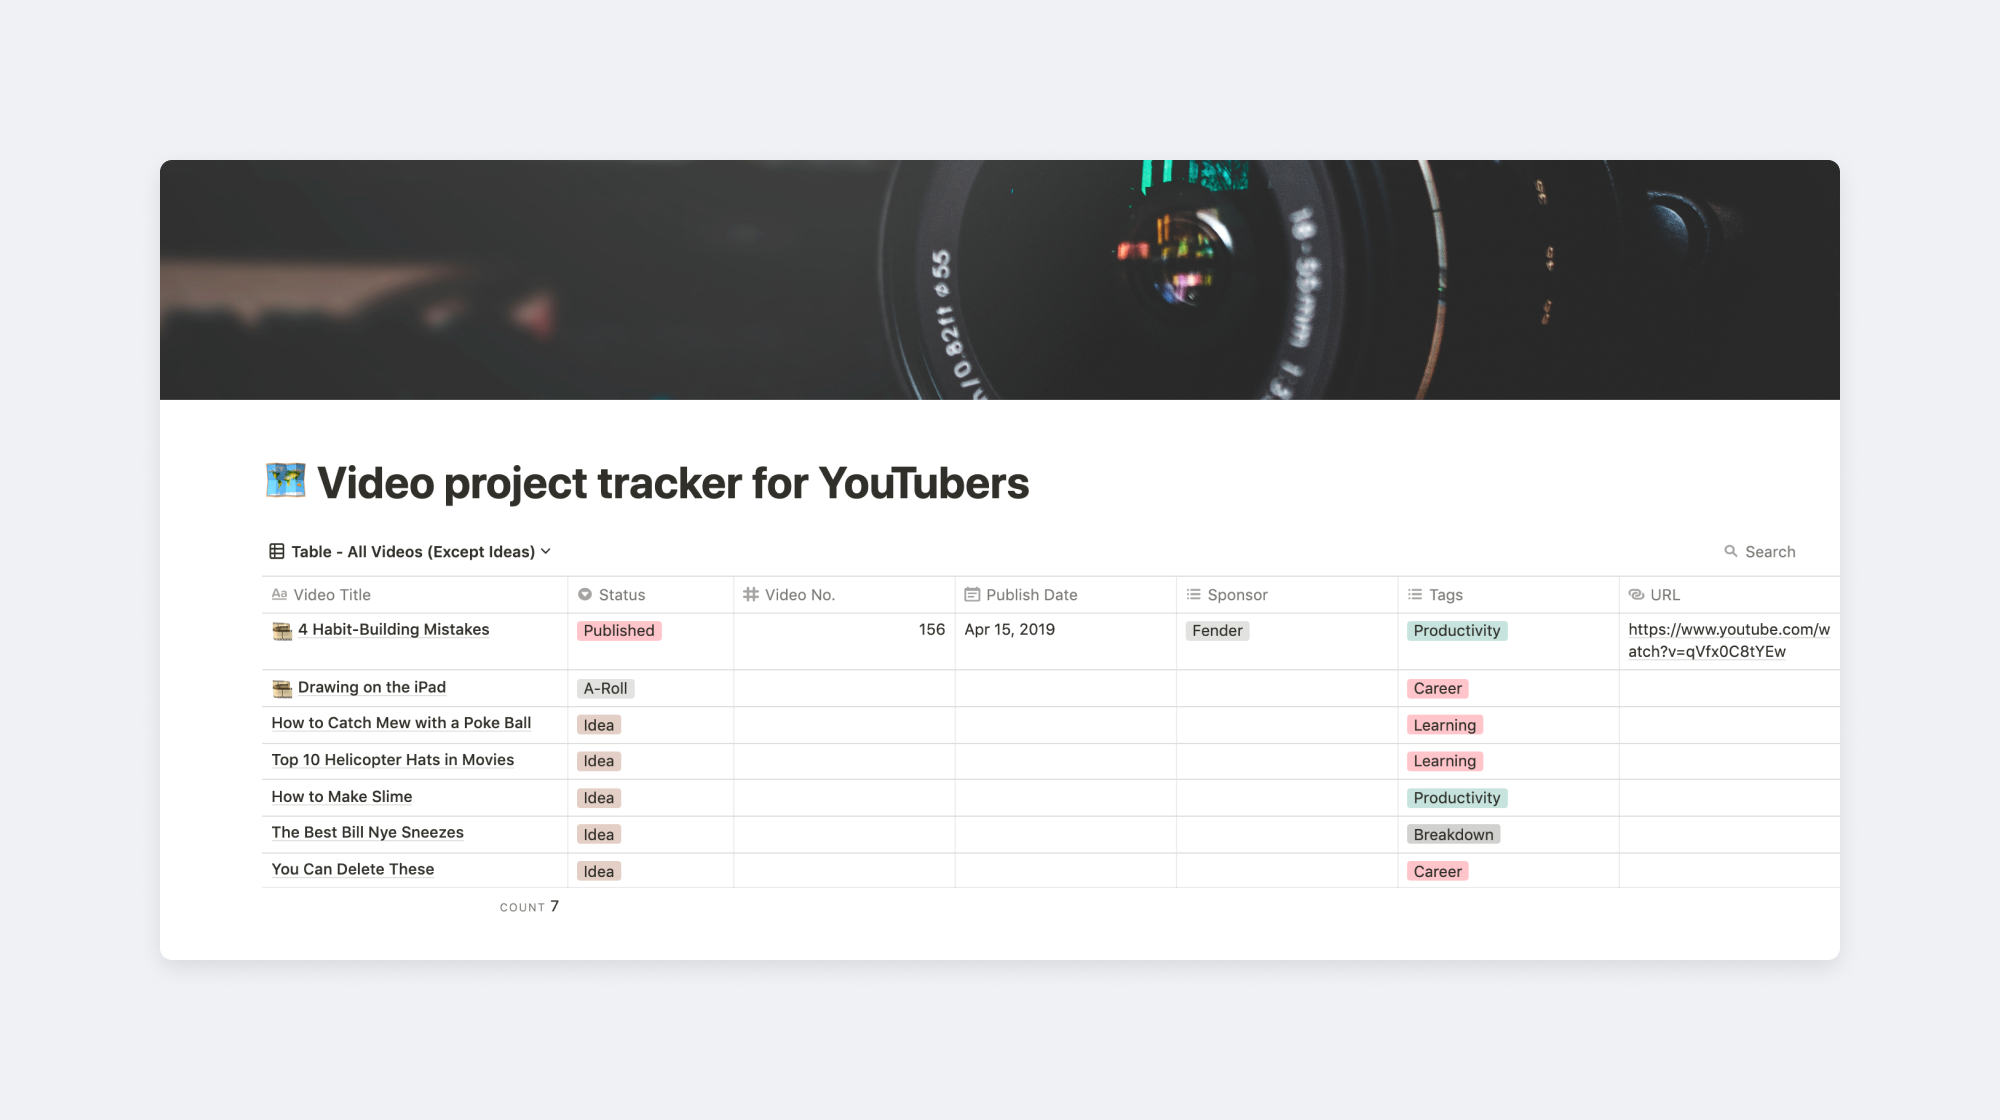 m/0.82ft ø 55
18-55mm 1:3
Video project tracker for YouTubers
Table - All Videos (Except Ideas)
Search
Aa Video Title Status # Video No. Publish Date Sponsor Tags URL
4 Habit-Building Mistakes Published 156 Apr 15, 2019 Fender Productivity https://www.youtube.com/w
atch?v=qVfx0C8tYEw
Drawing on the iPad A-Roll Career
How to Catch Mew with a Poke Ball Idea Learning
Top 10 Helicopter Hats in Movies Idea Learning
How to Make Slime Idea Productivity
The Best Bill Nye Sneezes Idea Breakdown
You Can Delete These Idea Career
COUNT 7